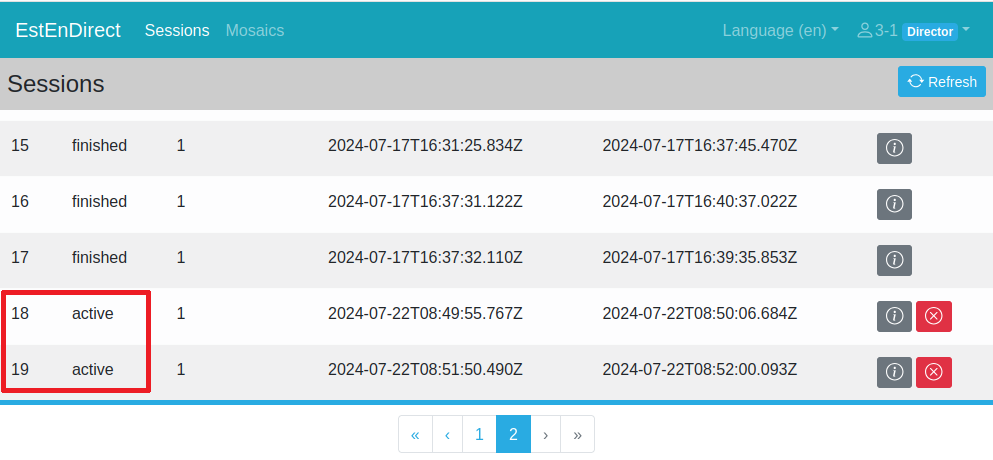 EstEnDirect Sessions Mosaics Language (en) 3-1 Director
Sessions Refresh
15 finished 1 2024-07-17T16:31:25.834Z 2024-07-17T16:37:45.470Z
16 finished 1 2024-07-17T16:37:31.122Z 2024-07-17T16:40:37.022Z
17 finished 1 2024-07-17T16:37:32.110Z 2024-07-17T16:39:35.853Z
18 active 1 2024-07-22T08:49:55.767Z 2024-07-22T08:50:06.684Z
19 active 1 2024-07-22T08:51:50.490Z 2024-07-22T08:52:00.093Z
« ‹ 1 2 › »